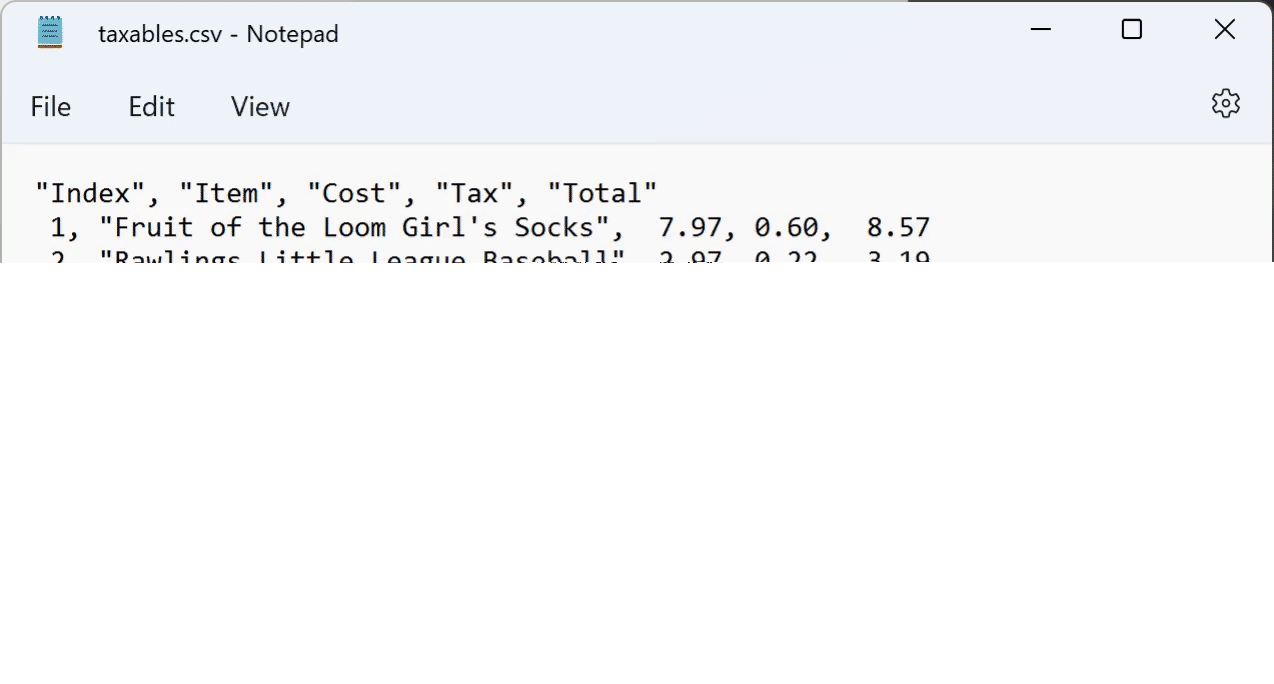 taxables.csv - Notepad
File Edit View
"Index", "Item", "Cost", "Tax", "Total"
1, "Fruit of the Loom Girl's Socks", 7.97, 0.60, 8.57
2, "Rawlings Little League Baseball", 2.97, 0.22, 3.19